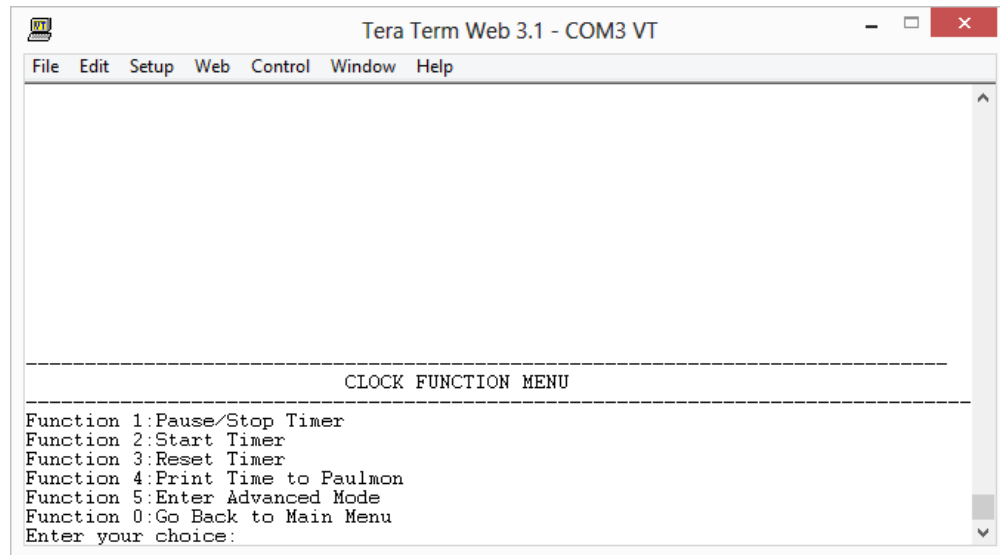 VT
Tera Term Web 3.1 - COM3 VT
File Edit Setup Web Control Window Help
CLOCK FUNCTION MENU
Function 1:Pause/Stop Timer
Function 2:Start Timer
Function 3:Reset Timer
Function 4:Print Time to Paulmon
Function 5:Enter Advanced Mode
Function 0:Go Back to Main Menu
Enter your choice: